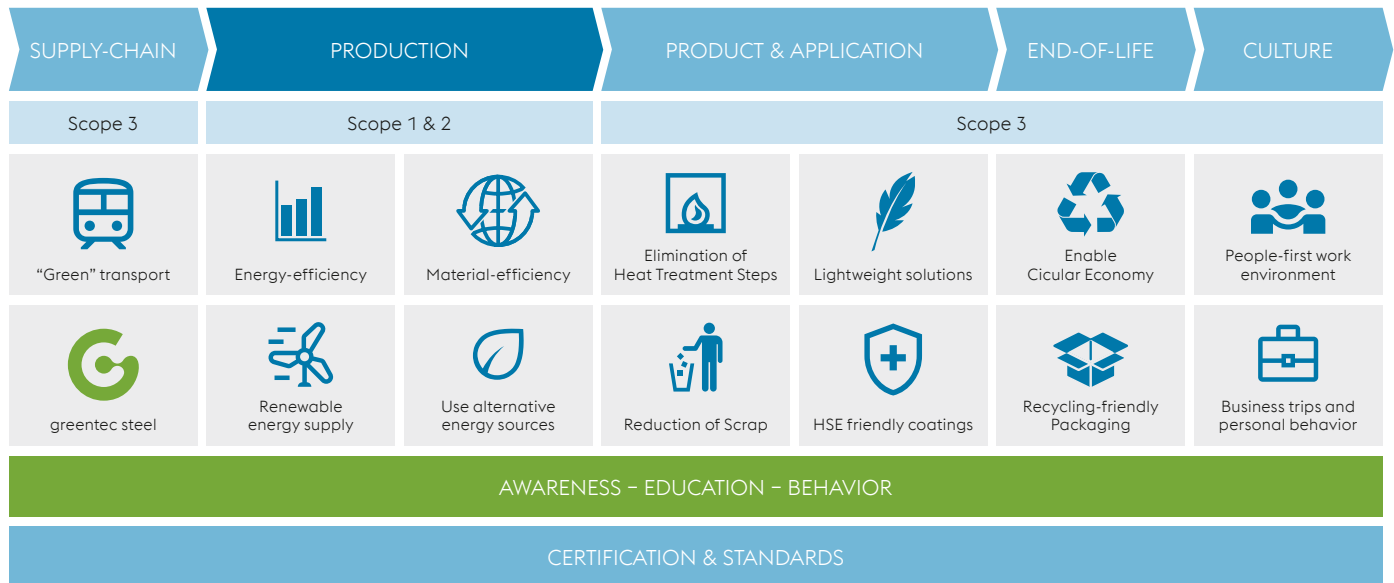 SUPPLY-CHAIN
PRODUCTION
PRODUCT & APPLICATION
END-OF-LIFE
CULTURE
Scope 3
Scope 1 & 2
Scope 3
“Green” transport
Energy-efficiency
Material-efficiency
Elimination of
Heat Treatment Steps
Lightweight solutions
Enable
Cicular Economy
People-first work
environment
greentec steel
Renewable
energy supply
Use alternative
energy sources
Reduction of Scrap
HSE friendly coatings
Recycling-friendly
Packaging
Business trips and
personal behavior
AWARENESS – EDUCATION – BEHAVIOR
CERTIFICATION & STANDARDS